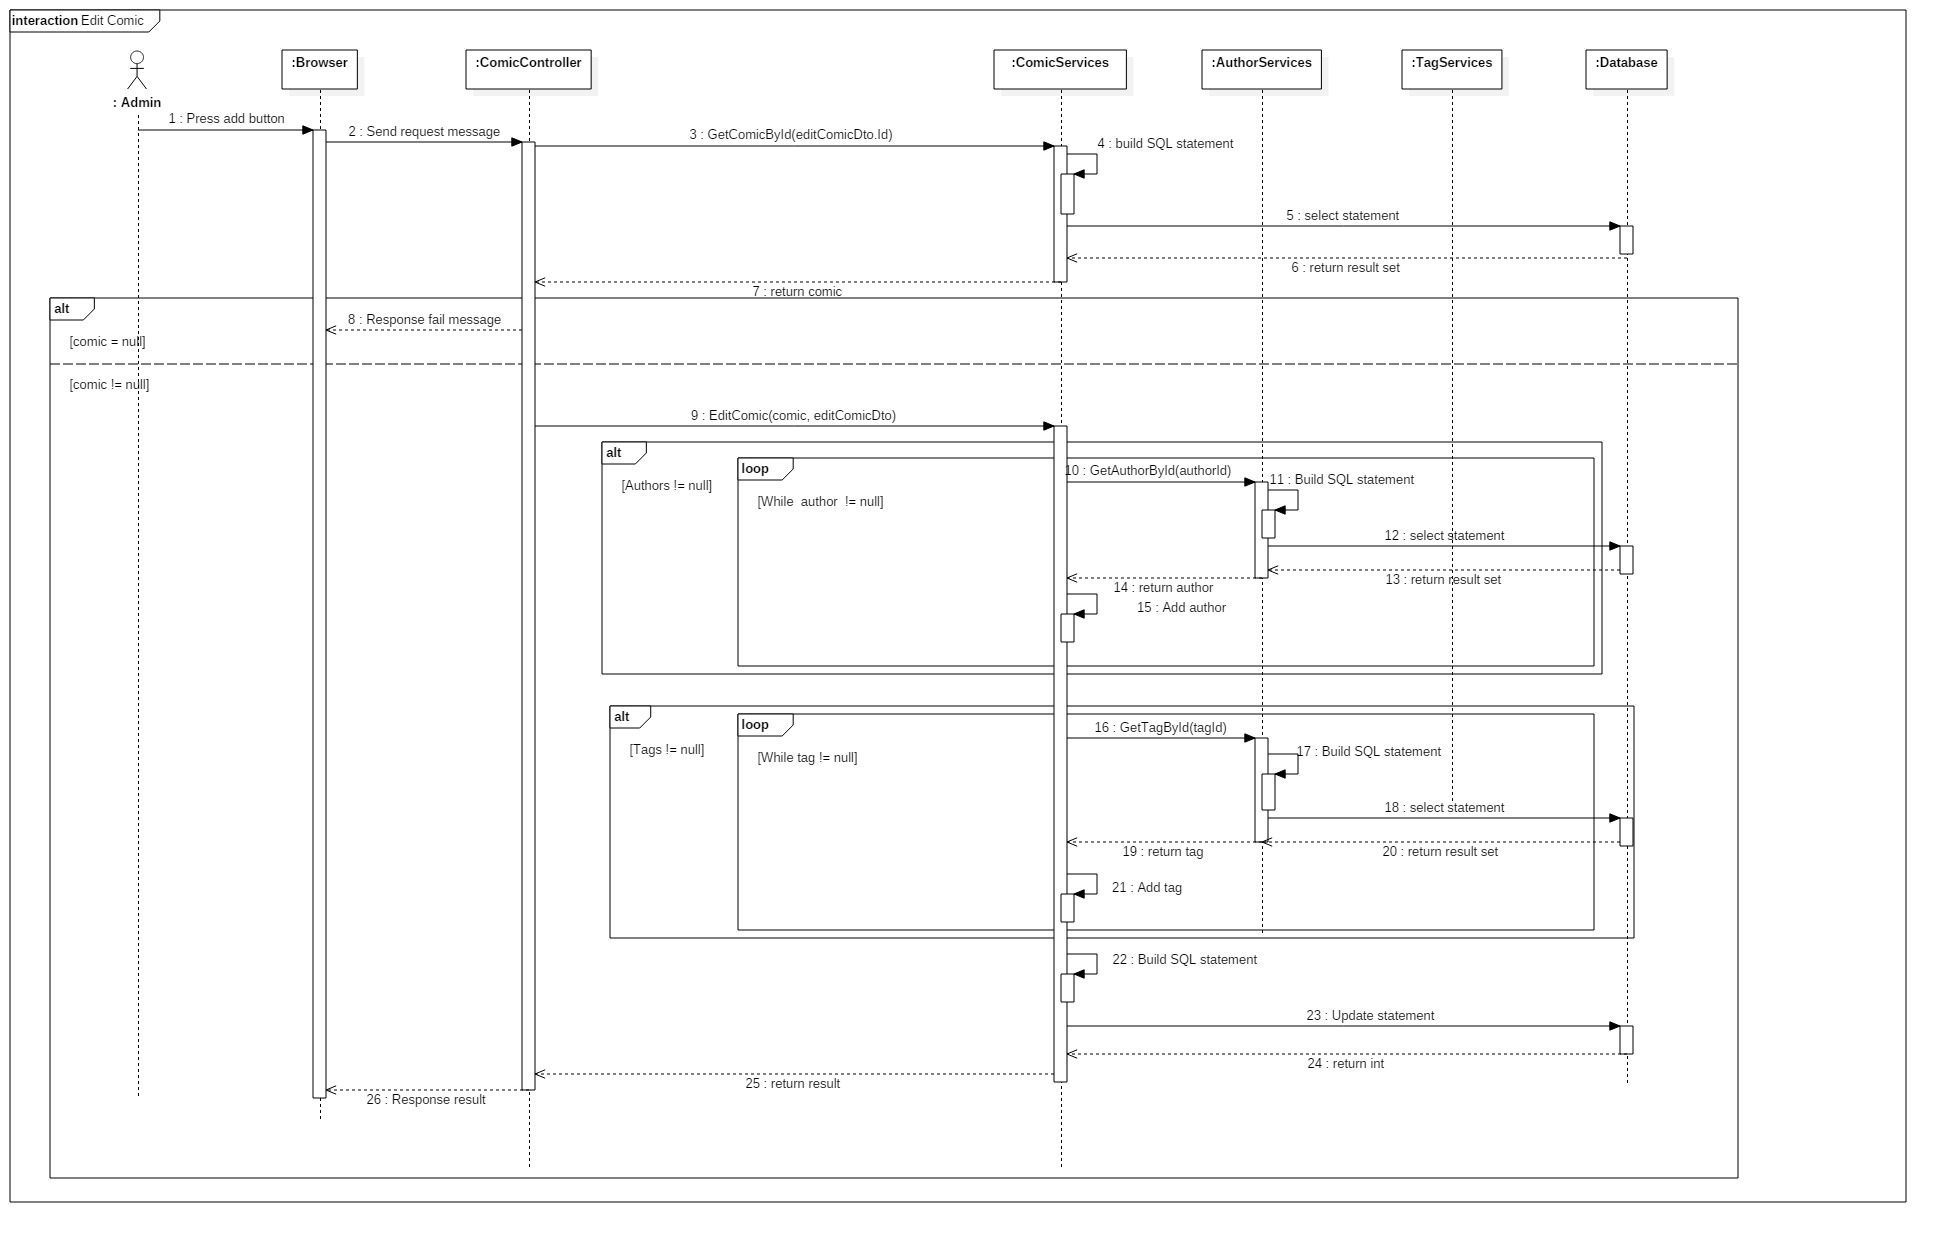 interaction Edit Comic
:Browser
:ComicController
:ComicServices
:AuthorServices
:TagServices
:Database
: Admin
1 : Press add button
2 : Send request message
3 : GetComicById(editComicDto.Id)
4 : build SQL statement
5 : select statement
6 : return result set
7 : return comic
alt
8 : Response fail message
[comic = null]
[comic != null]
9 : EditComic(comic, editComicDto)
alt
[Authors != null]
loop
[While  author  != null]
10 : GetAuthorById(authorId)
11 : Build SQL statement
12 : select statement
13 : return result set
14 : return author
15 : Add author
alt
[Tags != null]
loop
[While tag != null]
16 : GetTagById(tagId)
17 : Build SQL statement
18 : select statement
19 : return tag
20 : return result set
21 : Add tag
22 : Build SQL statement
23 : Update statement
24 : return int
25 : return result
26 : Response result